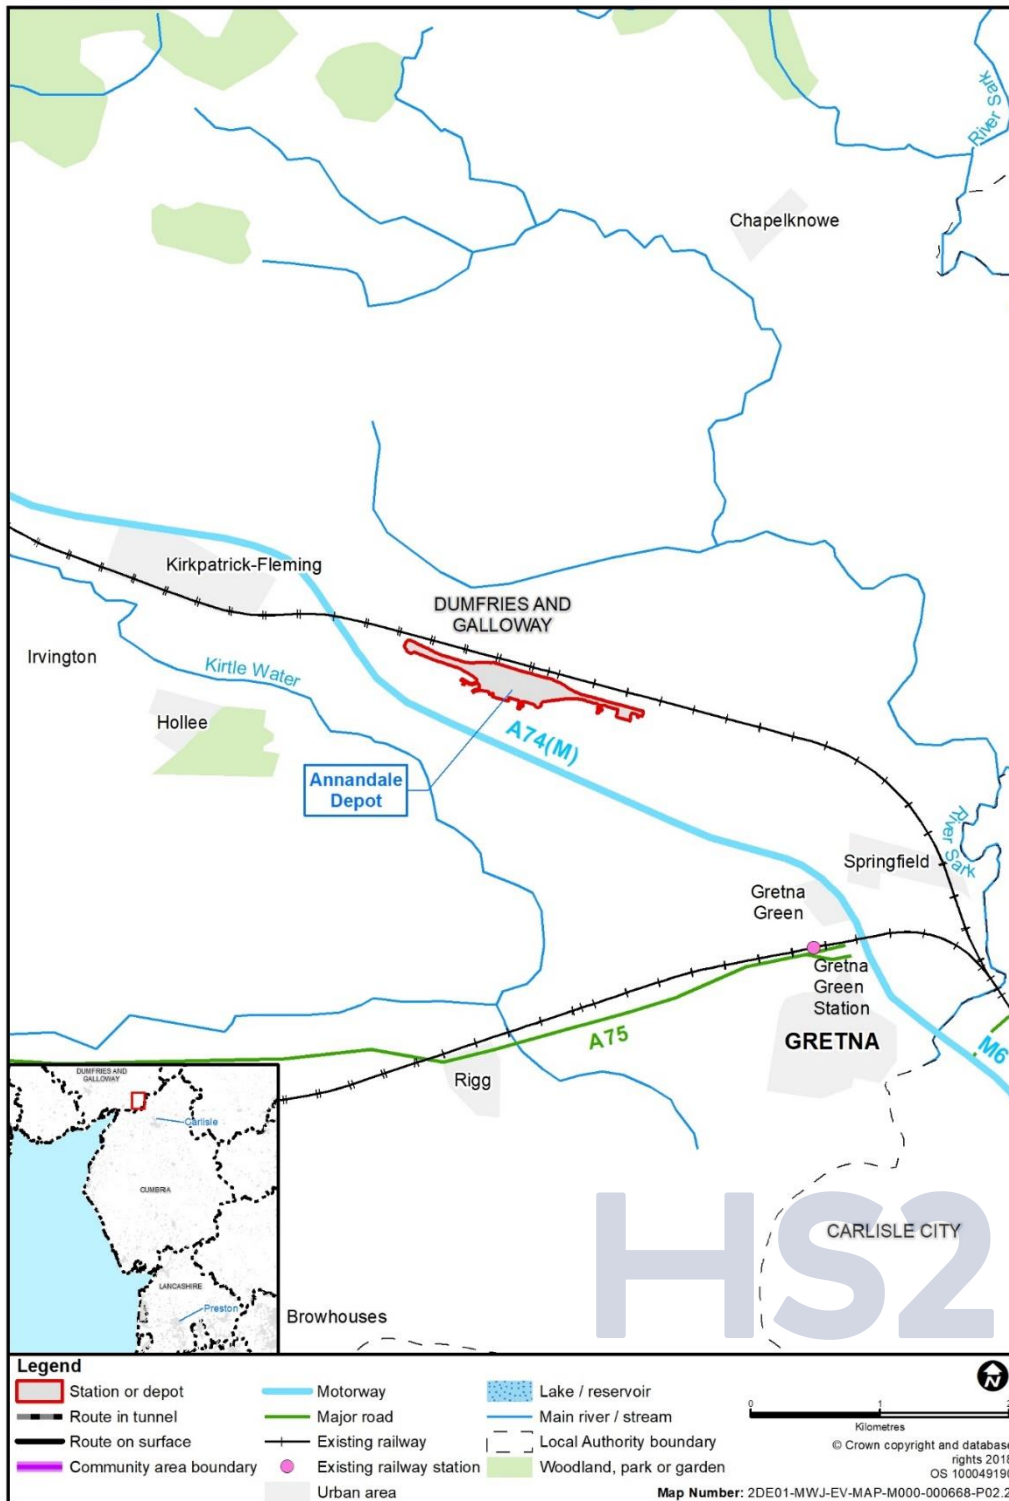 River Sark
Chapelknowe
Kirkpatrick-Fleming
DUMFRIES AND
GALLOWAY
Irvington
Kirtle Water
Hollee
A74(M)
Annandale
Depot
River Sark
Springfield
Gretna
Green
Gretna
Green
Station
A75
GRETNA
M6
Rigg
DUMFRIES AND
GALLOWAY
Carlisle
CUMBRIA
LANCASHIRE
Preston
CARLISLE CITY
HS2
Browhouses
Legend
Station or depot
Route in tunnel
Route on surface
Community area boundary
Motorway
Major road
Existing railway
Existing railway station
Urban area
Lake / reservoir
Main river / stream
Local Authority boundary
Woodland, park or garden
N
0 1 2
Kilometres
© Crown copyright and database
rights 2018
OS 100049190
Map Number: 2DE01-MWJ-EV-MAP-M000-000668-P02.2